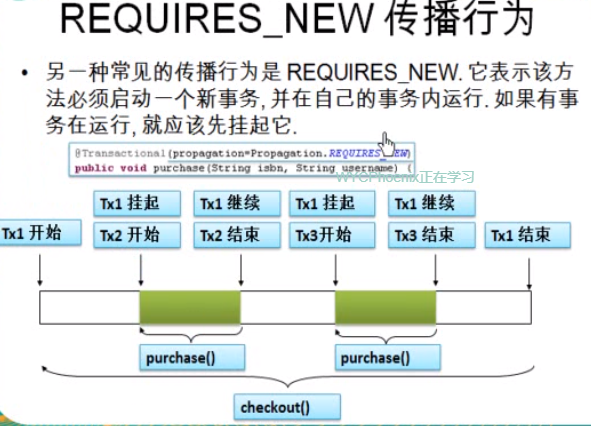 REQUIRES_NEW 传播行为
• 另一种常见的传播行为是 REQUIRES_NEW. 它表示该方
法必须启动一个新事务, 并在自己的事务内运行. 如果有事
务在运行, 就应该先挂起它.
@Transactional(propagation=Propagation.REQUIRES_NEW)
public void purchase(String isbn, String username) {
WYGPhoenix正在学习
Tx1 挂起 Tx1 继续 Tx1 挂起 Tx1 继续
Tx1 开始 Tx2 开始 Tx2 结束 Tx3开始 Tx3 结束 Tx1 结束
purchase() purchase()
checkout()